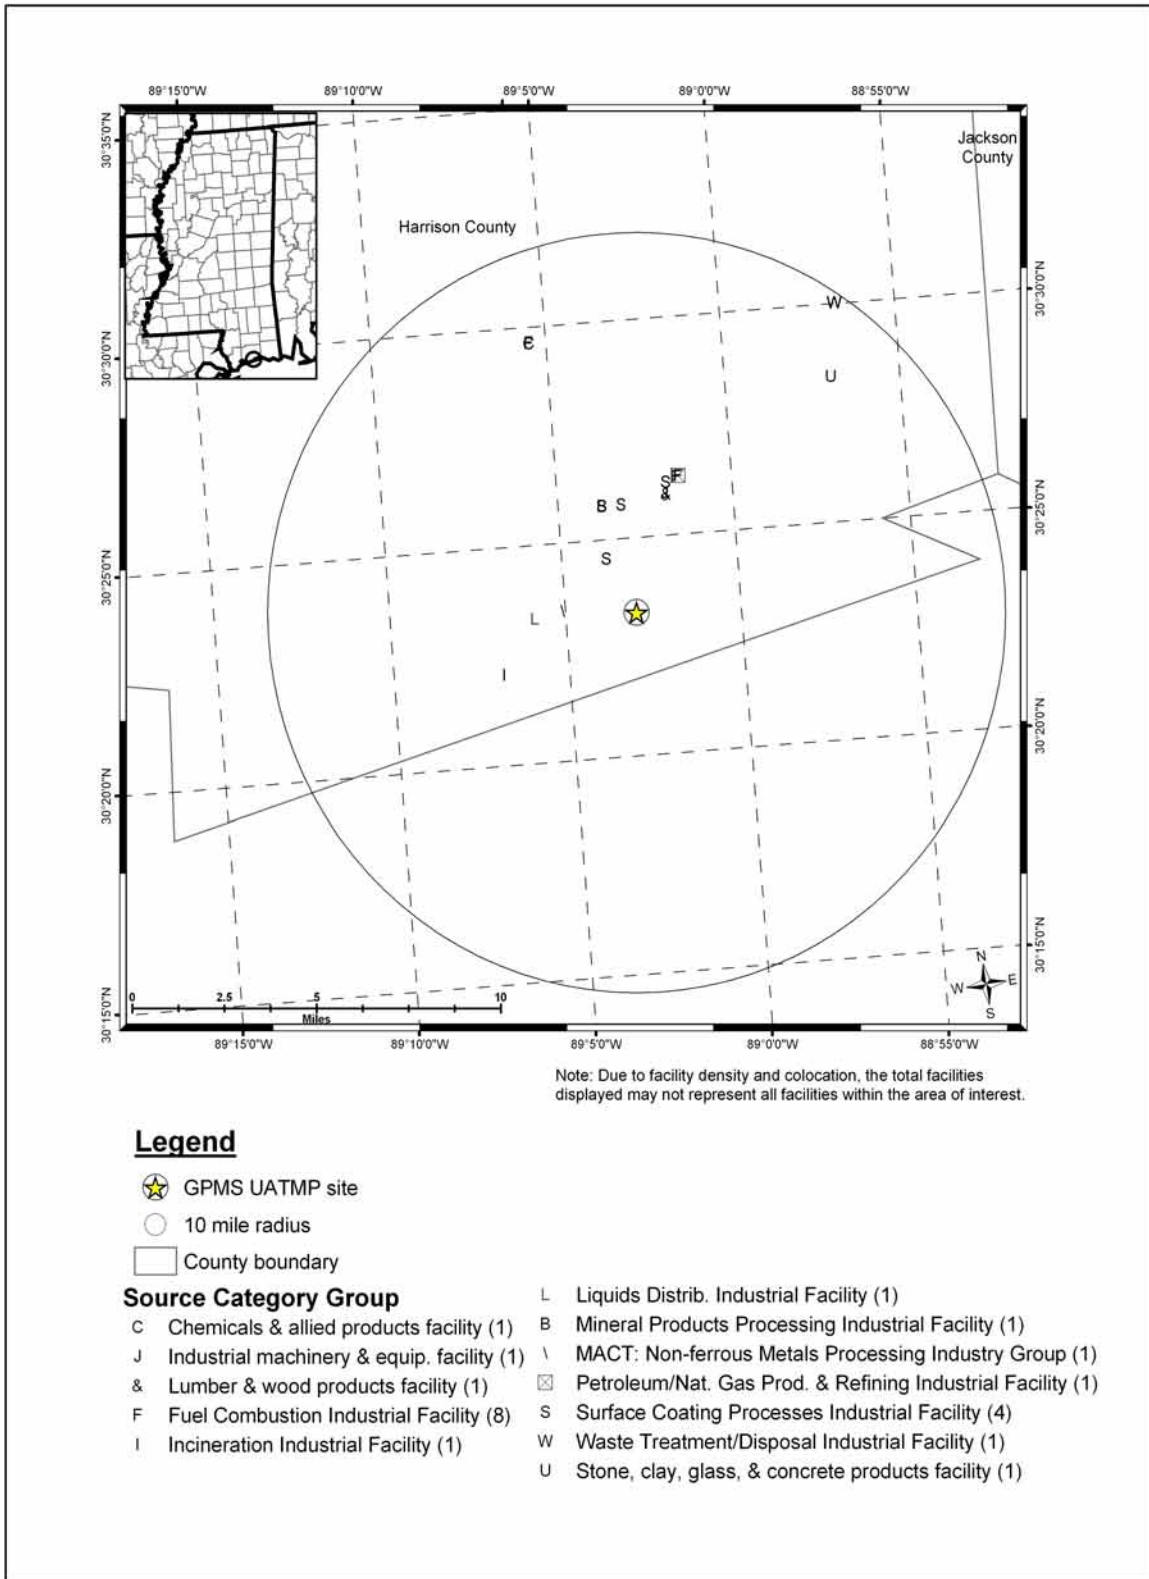 89°15'0"W 89°10'0"W 89°5'0"W 89°0'0"W 88°55'0"W
30°35'0"N
30°30'0"N
30°25'0"N
30°20'0"N
30°15'0"N
Jackson
County
Harrison County
W
C
U
F
S
&
B S
S
L \
I
30°30'0"N
30°25'0"N
30°20'0"N
30°15'0"N
N
W E
S
0 2.5 5 10
Miles
89°15'0"W 89°10'0"W 89°5'0"W 89°0'0"W 88°55'0"W
Note: Due to facility density and colocation, the total facilities
displayed may not represent all facilities within the area of interest.
Legend
GPMS UATMP site
10 mile radius
County boundary
Source Category Group
C Chemicals & allied products facility (1)
J Industrial machinery & equip. facility (1)
& Lumber & wood products facility (1)
F Fuel Combustion Industrial Facility (8)
I Incineration Industrial Facility (1)
L Liquids Distrib. Industrial Facility (1)
B Mineral Products Processing Industrial Facility (1)
\ MACT: Non-ferrous Metals Processing Industry Group (1)
Petroleum/Nat. Gas Prod. & Refining Industrial Facility (1)
S Surface Coating Processes Industrial Facility (4)
W Waste Treatment/Disposal Industrial Facility (1)
U Stone, clay, glass, & concrete products facility (1)